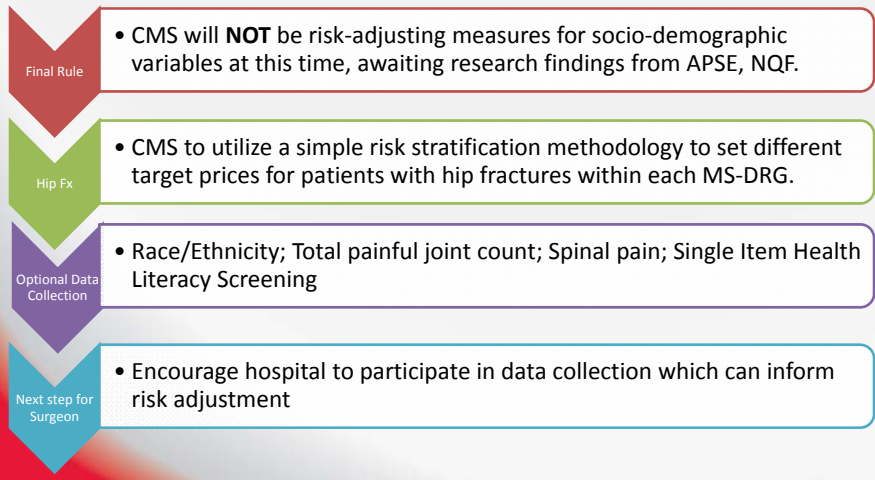 Final Rule
• CMS will NOT be risk-adjusting measures for socio-demographic
variables at this time, awaiting research findings from APSE, NQF.
Hip Fx
• CMS to utilize a simple risk stratification methodology to set different
target prices for patients with hip fractures within each MS-DRG.
Optional Data
Collection
• Race/Ethnicity; Total painful joint count; Spinal pain; Single Item Health
Literacy Screening
Next step for
Surgeon
• Encourage hospital to participate in data collection which can inform
risk adjustment